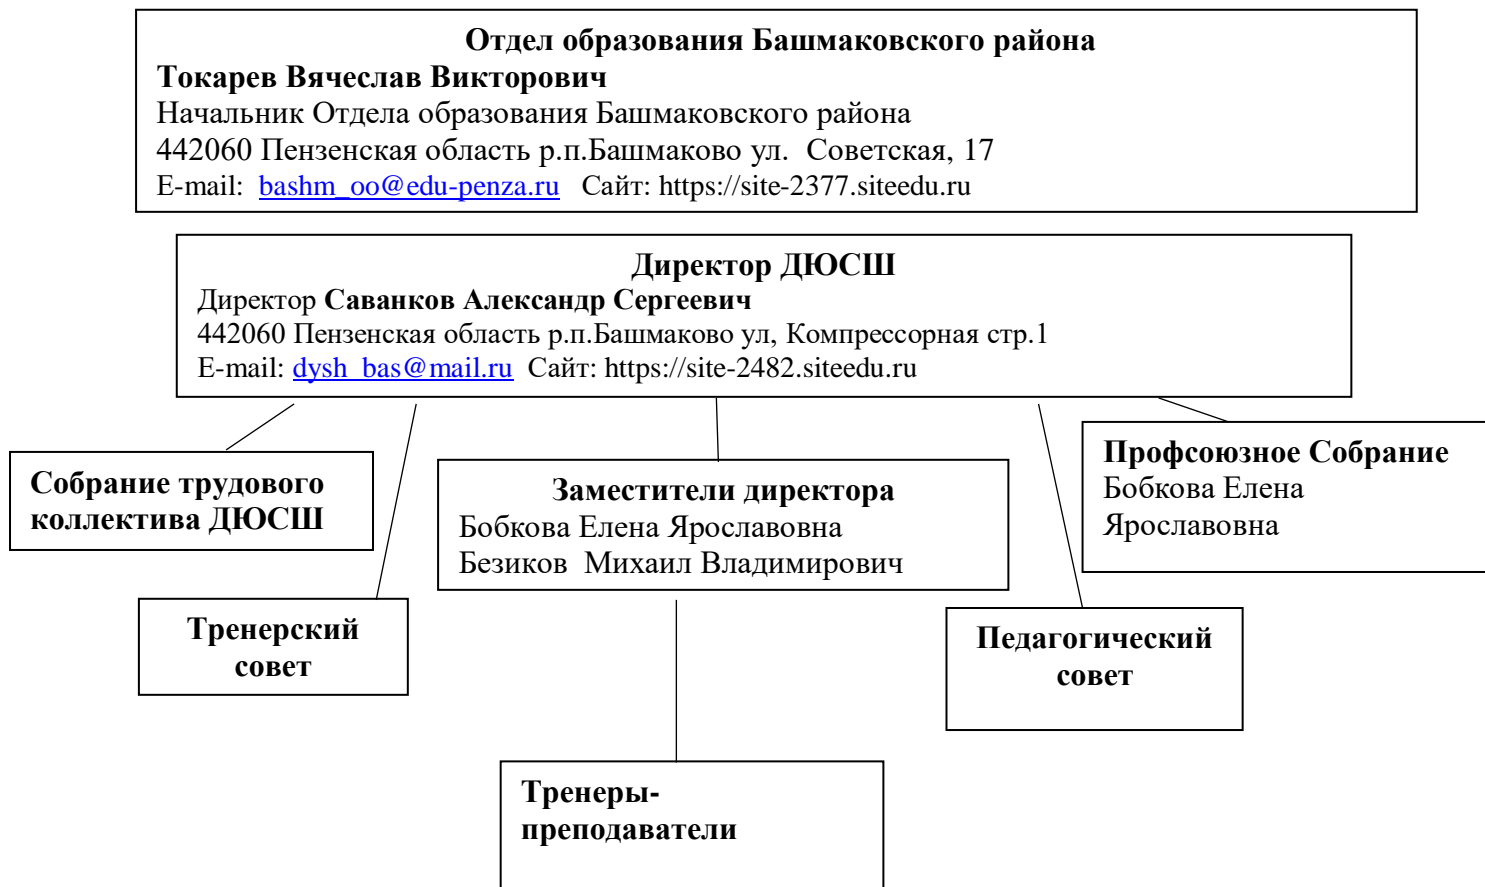 Отдел образования Башмаковского района
Токарев Вячеслав Викторович
Начальник Отдела образования Башмаковского района
442060 Пензенская область р.п.Башмаково ул. Советская, 17
E-mail: bashm_oo@edu-penza.ru Сайт: https://site-2377.siteedu.ru
Директор ДЮСШ
Директор Саванков Александр Сергеевич
442060 Пензенская область р.п.Башмаково ул, Компрессорная стр.1
E-mail: dysh_bas@mail.ru Сайт: https://site-2482.siteedu.ru
Собрание трудового
коллектива ДЮСШ
Заместители директора
Бобкова Елена Ярославовна
Безиков Михаил Владимирович
Профсоюзное Собрание
Бобкова Елена
Ярославовна
Тренерский
совет
Педагогический
совет
Тренеры-
преподаватели